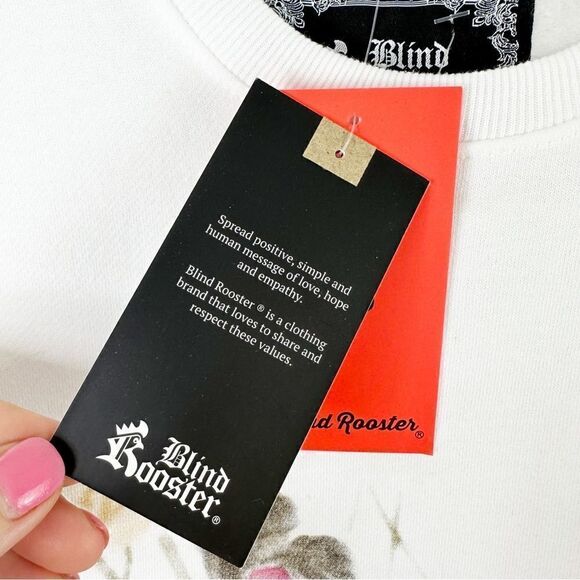 Blind
Spread positive, simple and
human message of love, hope
and empathy.
Blind Rooster ® is a clothing
brand that loves to share and
respect these values.
Rooster®
Blind
Rooster®